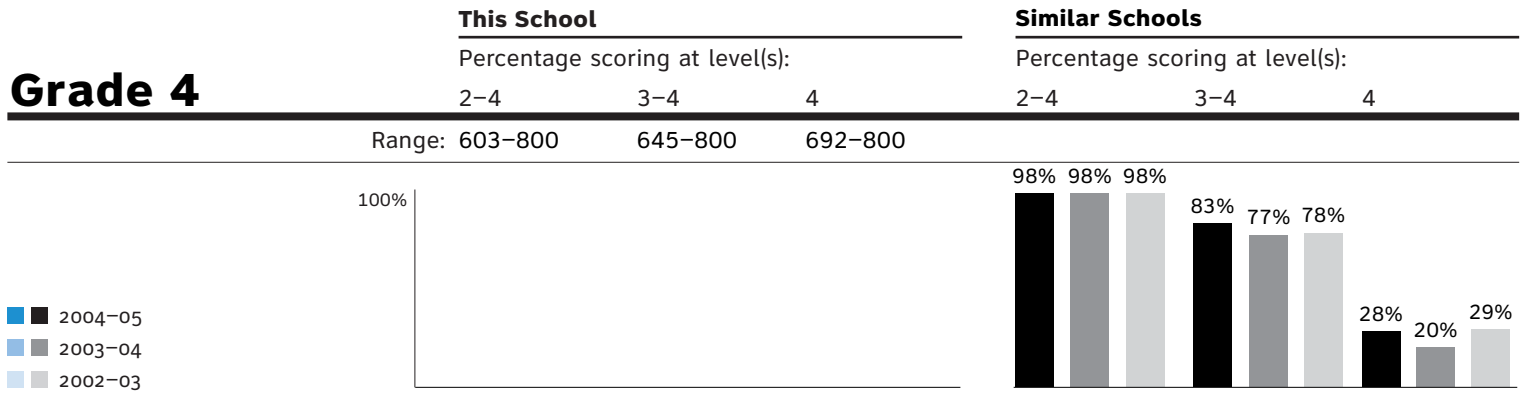 This School
Similar Schools
Percentage scoring at level(s):
Percentage scoring at level(s):
Grade 4
2–4 3–4 4
2–4 3–4 4
Range: 603–800 645–800 692–800
100%
98% 98% 98%
83% 77% 78%
28% 20% 29%
2004–05
2003–04
2002–03